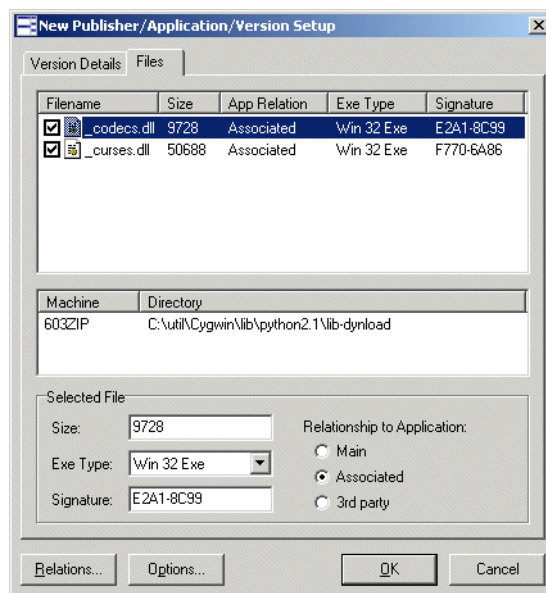 New Publisher/Application/Version Setup
Version Details Files
Filename Size App Relation Exe Type Signature
_codecs.dll 9728 Associated Win 32 Exe E2A1-8C99
_curses.dll 50688 Associated Win 32 Exe F770-6A86
Machine Directory
603ZIP C:\util\Cygwin\lib\python2.1\lib-dynload
Selected File
Size: 9728
Exe Type: Win 32 Exe
Signature: E2A1-8C99
Relationship to Application:
Main
Associated
3rd party
Relations... Options... OK Cancel